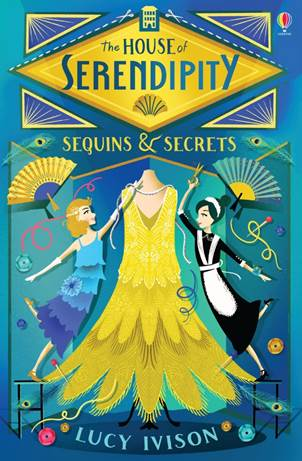 The HOUSE of
SERENDIPITY
SEQUINS & SECRETS
LUCY IVISON